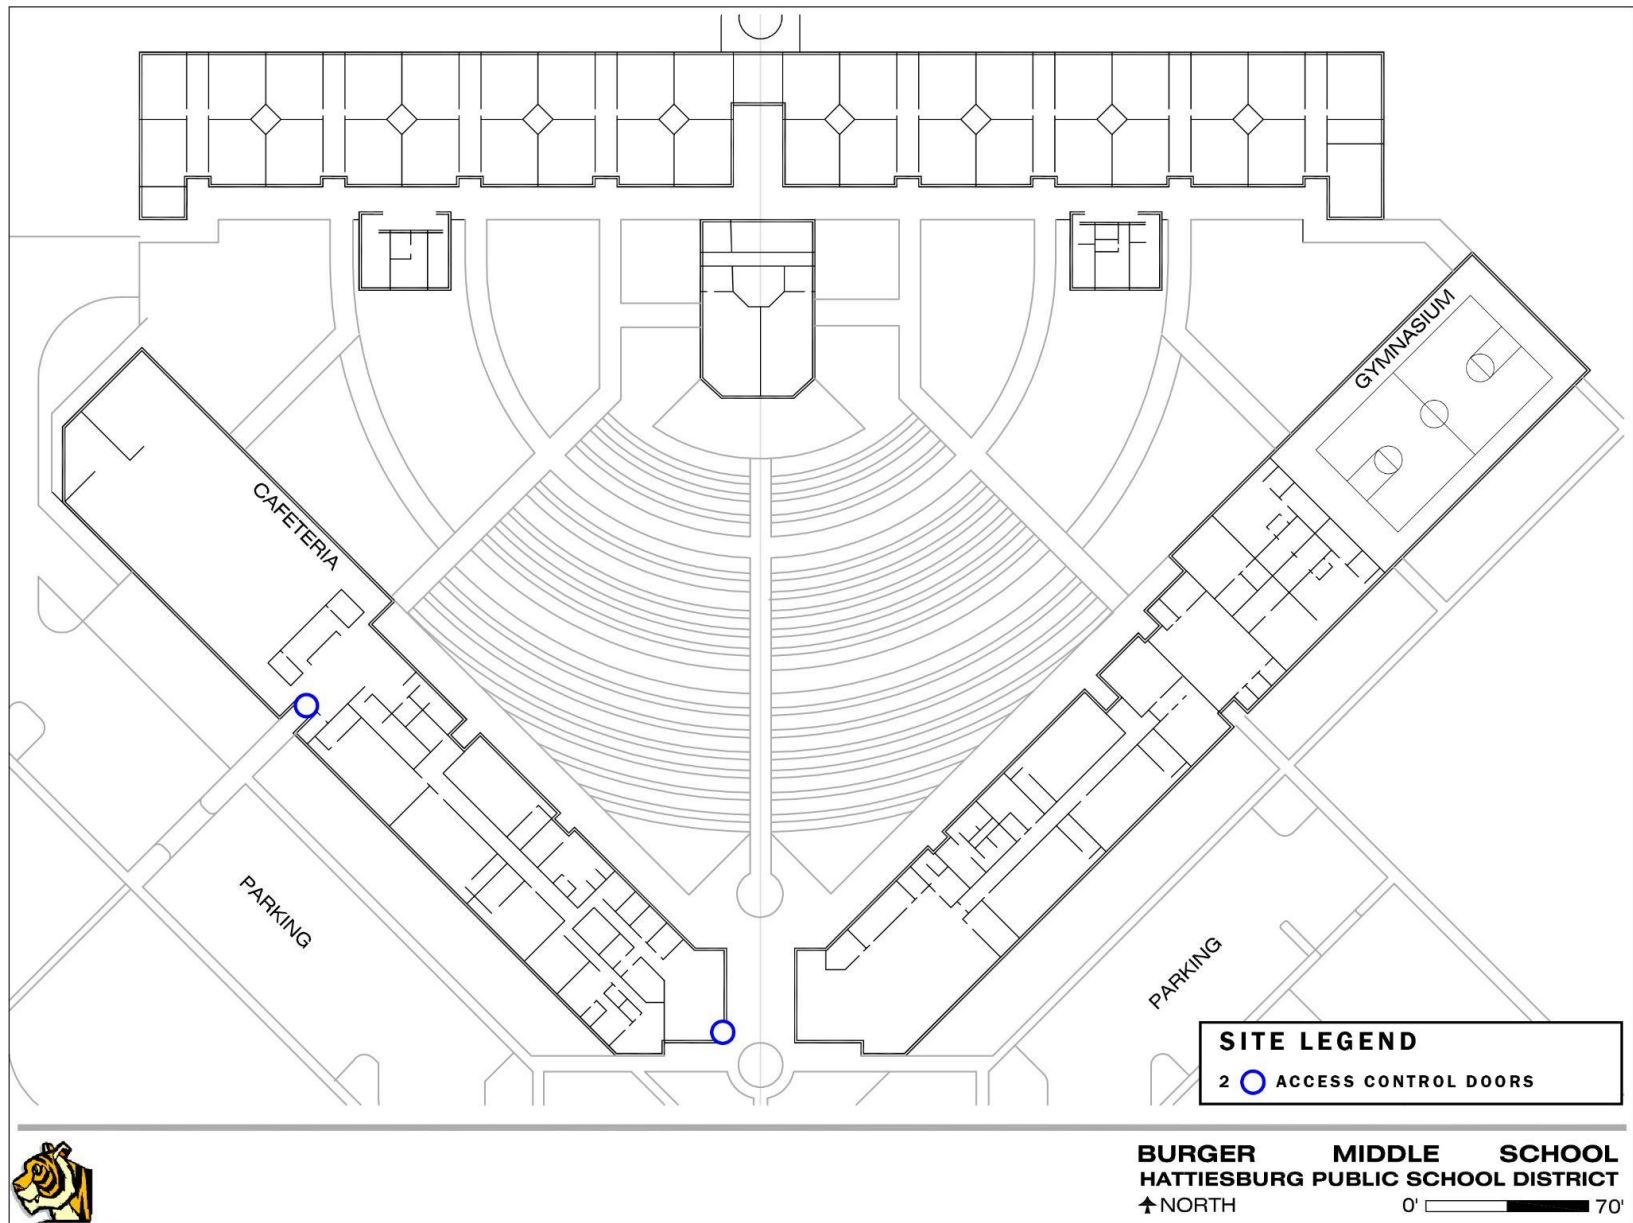 GYMNASIUM
CAFETERIA
PARKING
PARKING
SITE LEGEND
2 ACCESS CONTROL DOORS
BURGER MIDDLE SCHOOL
HATTIESBURG PUBLIC SCHOOL DISTRICT
NORTH 0' 70'